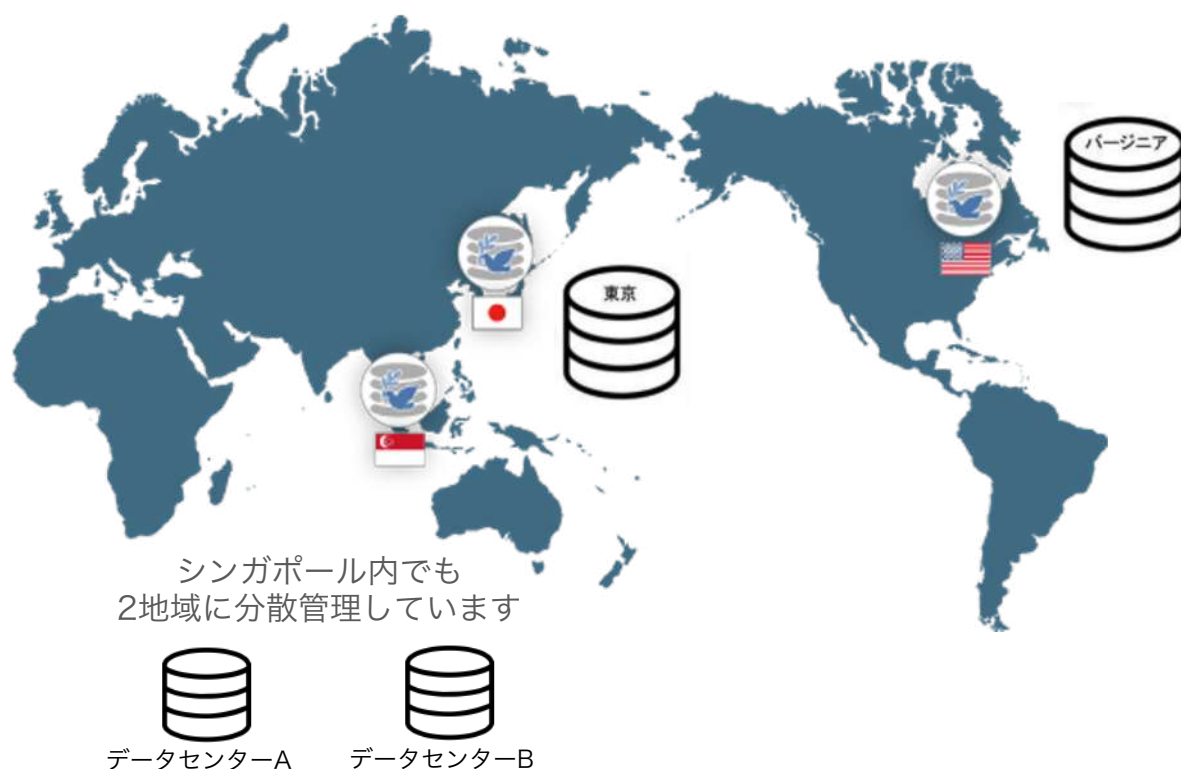 バージニア
東京
シンガポール内でも
2地域に分散管理しています
データセンターA
データセンターB